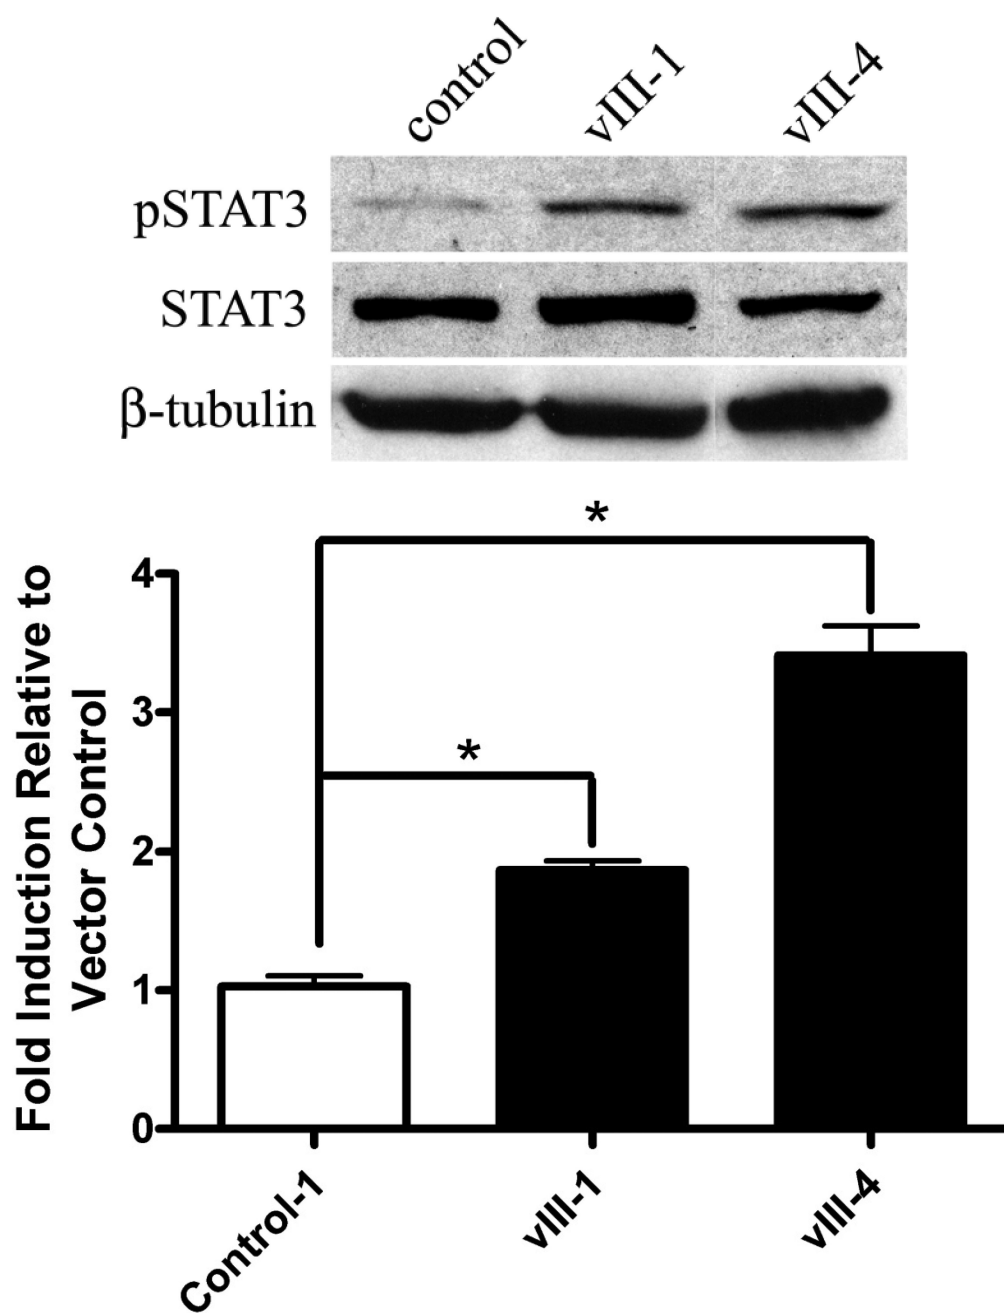 control
vIII-1
vIII-4
pSTAT3
STAT3
β-tubulin
*
*
Fold Induction Relative to
Vector Control
4
3
2
1
0
Control-1
vIII-1
vIII-4